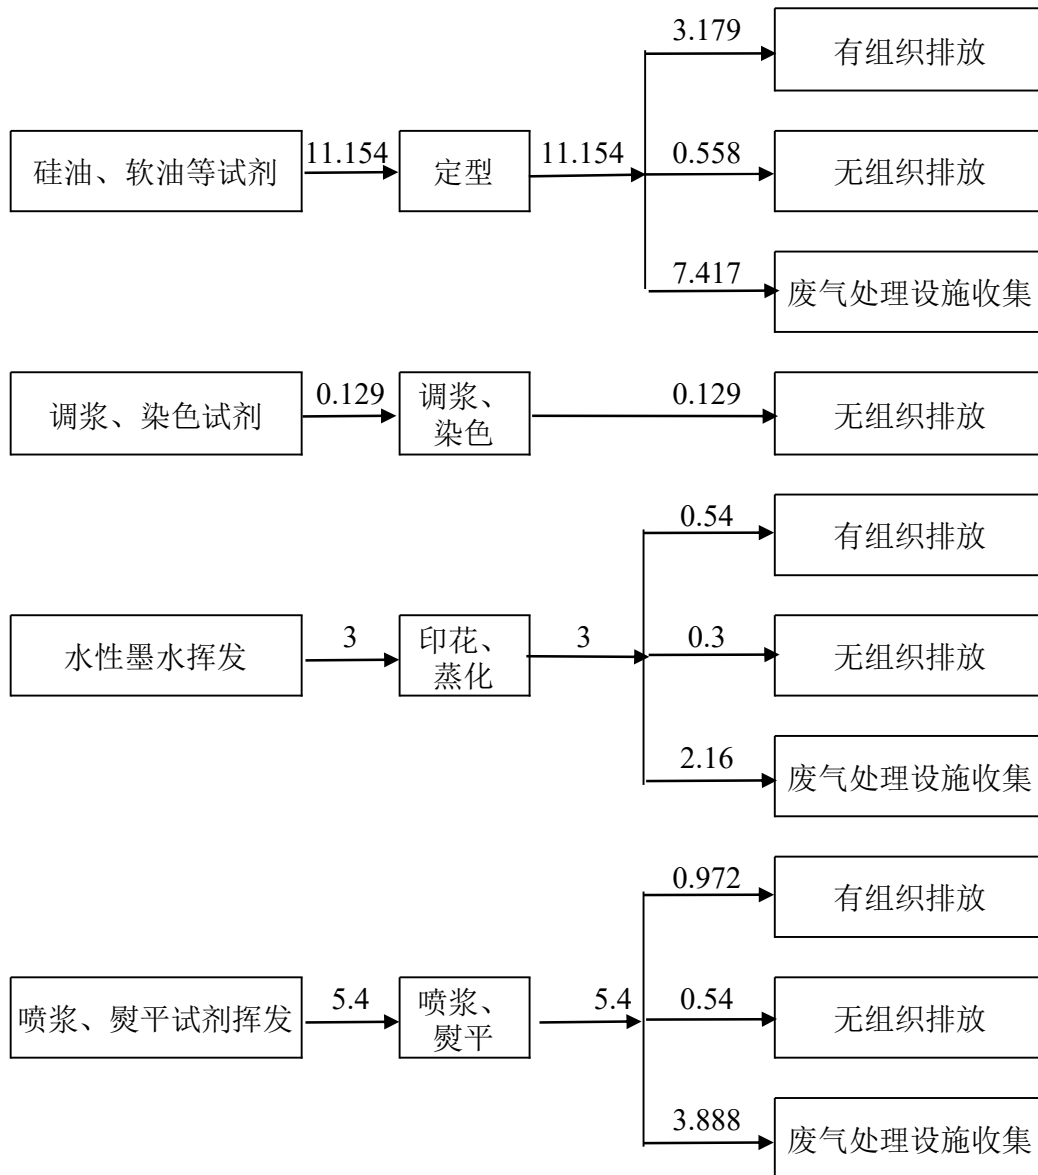 3.179
有组织排放
硅油、软油等试剂
11.154
定型
11.154
0.558
无组织排放
7.417
废气处理设施收集
调浆、染色试剂
0.129
调浆、
染色
0.129
无组织排放
0.54
有组织排放
水性墨水挥发
3
印花、
蒸化
3
0.3
无组织排放
2.16
废气处理设施收集
0.972
有组织排放
喷浆、熨平试剂挥发
5.4
喷浆、
熨平
5.4
0.54
无组织排放
3.888
废气处理设施收集